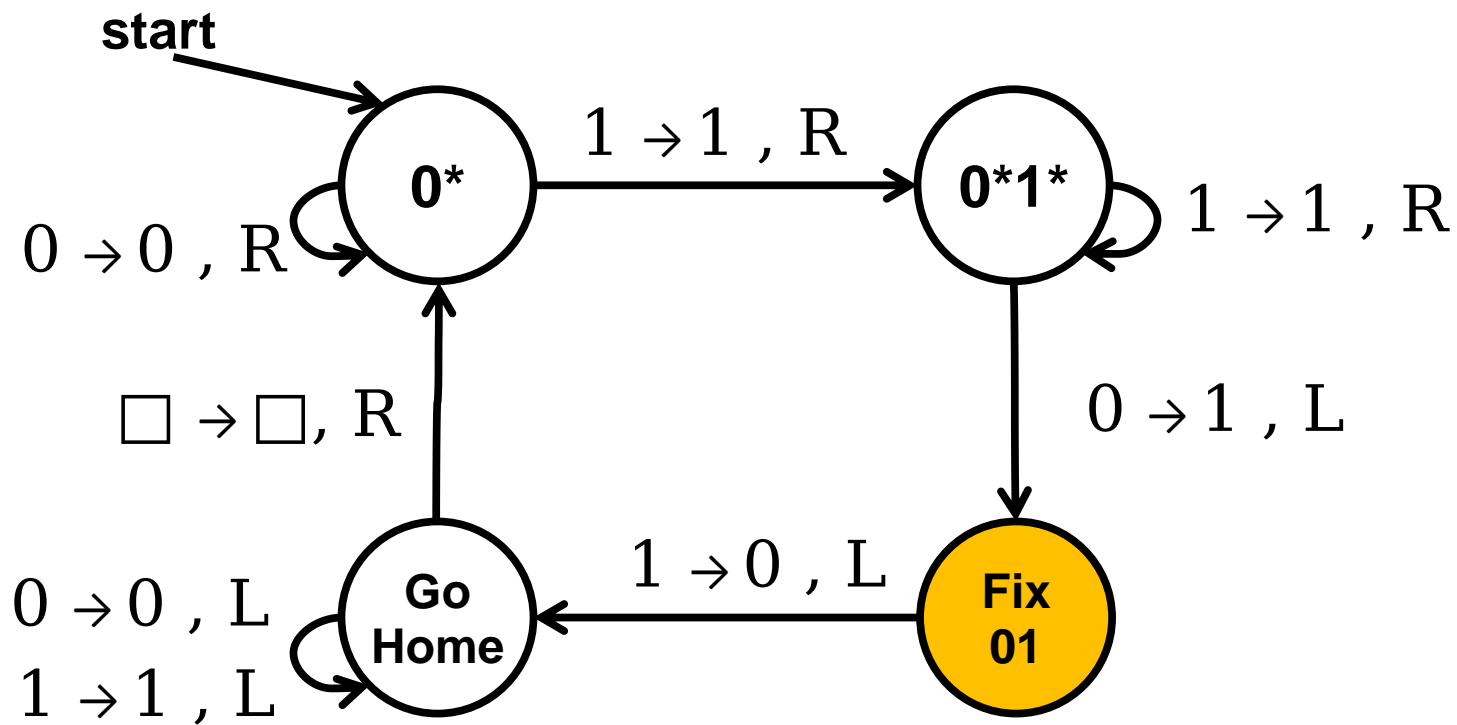 start
1 → 1 , R
0*
0*1*
1 → 1 , R
0 → 0 , R
□ → □, R
0 → 1 , L
1 → 0 , L
Go
Home
Fix
01
0 → 0 , L
1 → 1 , L